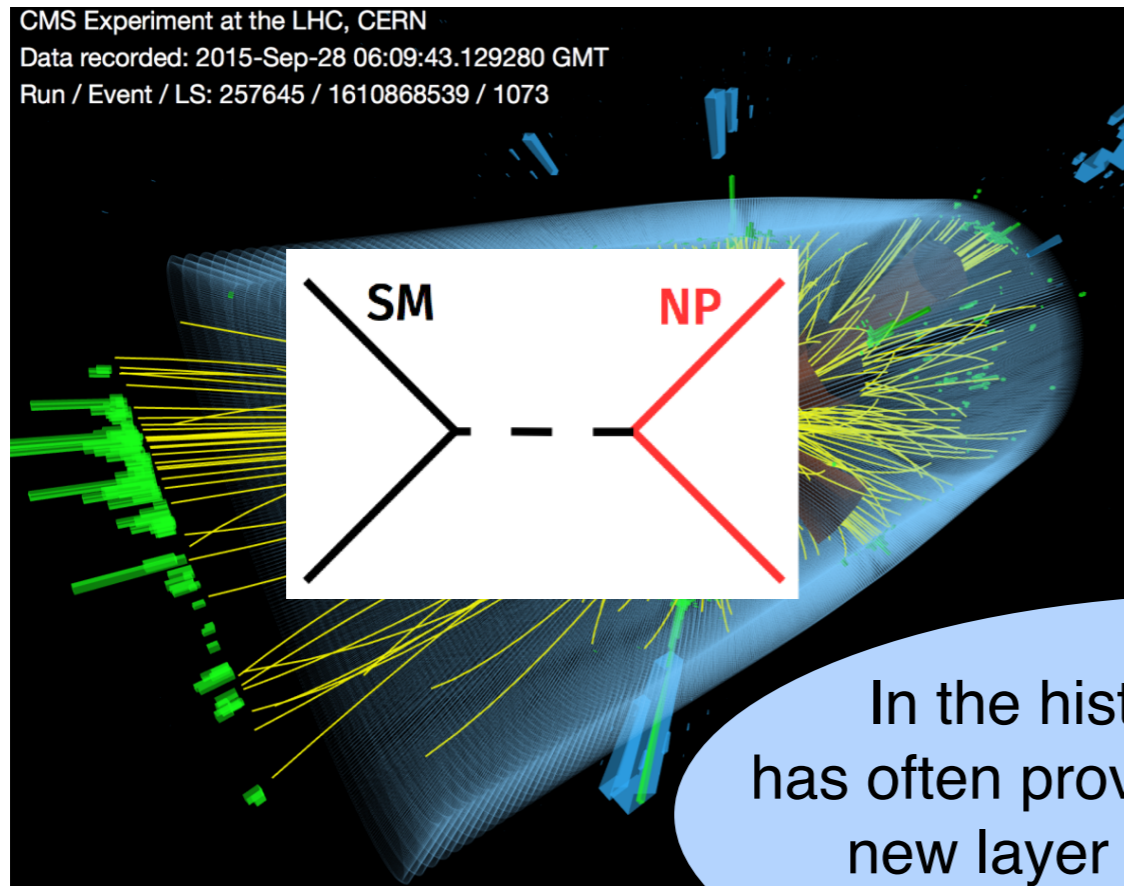 CMS Experiment at the LHC, CERN
Data recorded: 2015-Sep-28 06:09:43.129280 GMT
Run / Event / LS: 257645 / 1610868539 / 1073
SM
NP
In the hist
has often prov
new layer